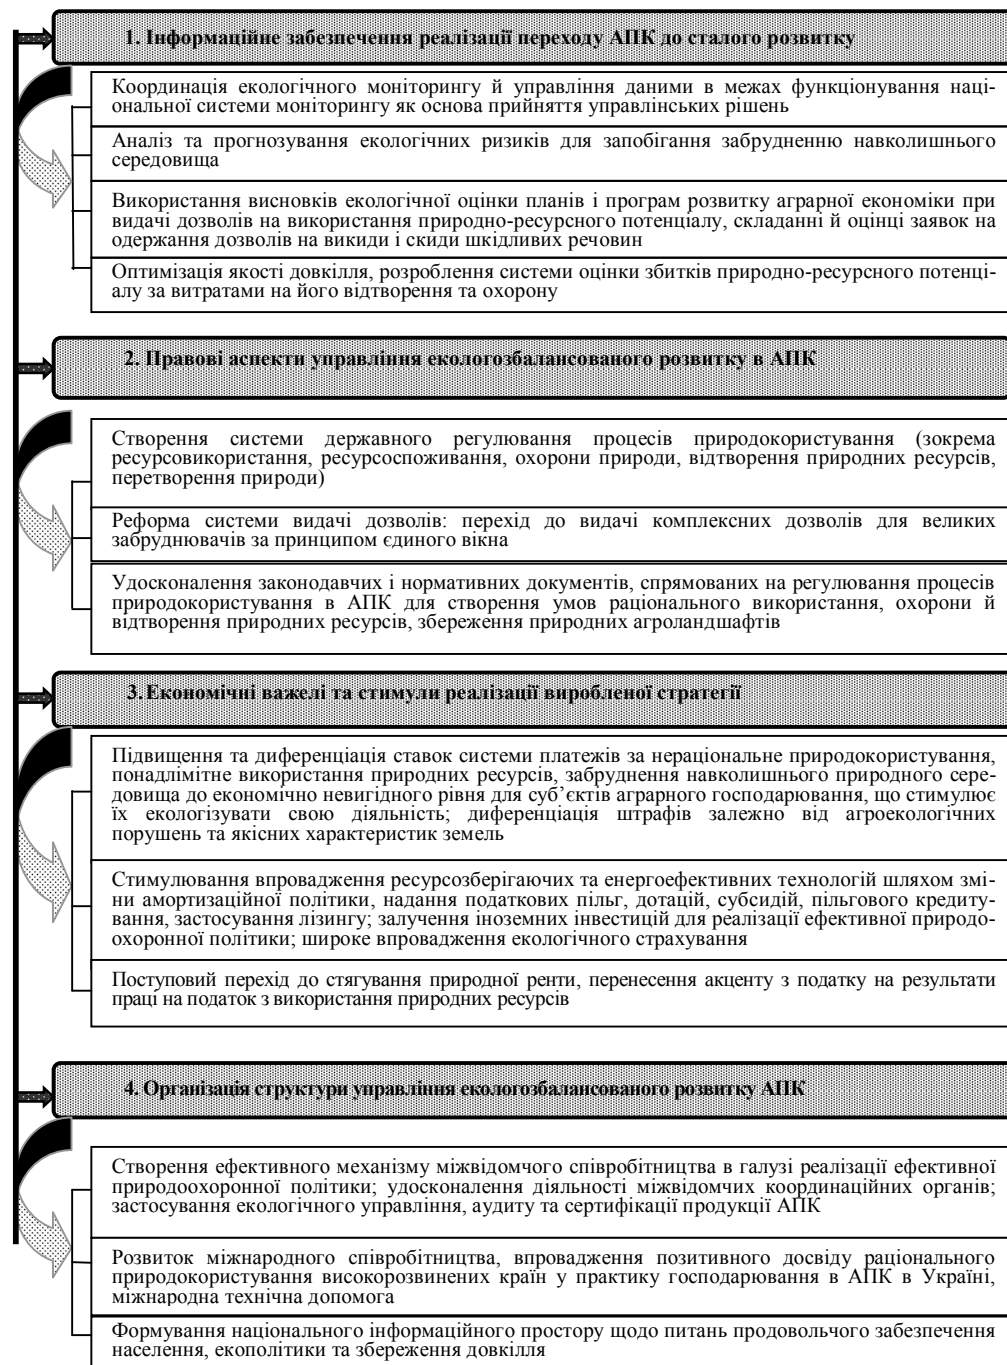 1. Інформаційне забезпечення реалізації переходу АПК до сталого розвитку
Координація екологічного моніторингу й управління даними в межах функціонування наці-
ональної системи моніторингу як основа прийняття управлінських рішень
Аналіз та прогнозування екологічних ризиків для запобігання забрудненню навколишнього
середовища
Використання висновків екологічної оцінки планів і програм розвитку аграрної економіки при
видачі дозволів на використання природно-ресурсного потенціалу, складанні й оцінці заявок на
одержання дозволів на викиди і скиди шкідливих речовин
Оптимізація якості довкілля, розроблення системи оцінки збитків природно-ресурсного потенці-
алу за витратами на його відтворення та охорону
2. Правові аспекти управління екологозбалансованого розвитку в АПК
Створення системи державного регулювання процесів природокористування (зокрема
ресурсовикористання, ресурсоспоживання, охорони природи, відтворення природних ресурсів,
перетворення природи)
Реформа системи видачі дозволів: перехід до видачі комплексних дозволів для великих
забруднювачів за принципом єдиного вікна
Удосконалення законодавчих і нормативних документів, спрямованих на регулювання процесів
природокористування в АПК для створення умов раціонального використання, охорони й
відтворення природних ресурсів, збереження природних агроландшафтів
3. Економічні важелі та стимули реалізації виробленої стратегії
Підвищення та диференціація ставок системи платежів за нераціональне природокористування,
понадлімітне використання природних ресурсів, забруднення навколишнього природного сере-
довища до економічно невигідного рівня для суб’єктів аграрного господарювання, що стимулює
їх екологізувати свою діяльність; диференціація штрафів залежно від агроекологічних
порушень та якісних характеристик земель
Стимулювання впровадження ресурсозберігаючих та енергоефективних технологій шляхом змі-
ни амортизаційної політики, надання податкових пільг, дотацій, субсидій, пільгового кредиту-
вання, застосування лізингу; залучення іноземних інвестицій для реалізації ефективної природо-
охоронної політики; широке впровадження екологічного страхування
Поступовий перехід до стягування природної ренти, перенесення акценту з податку на результати
праці на податок з використання природних ресурсів
4. Організація структури управління екологозбалансованого розвитку АПК
Створення ефективного механізму міжвідомчого співробітництва в галузі реалізації ефективної
природоохоронної політики; удосконалення діяльності міжвідомчих координаційних органів;
застосування екологічного управління, аудиту та сертифікації продукції АПК
Розвиток міжнародного співробітництва, впровадження позитивного досвіду раціонального
природокористування високорозвинених країн у практику господарювання в АПК в Україні,
міжнародна технічна допомога
Формування національного інформаційного простору щодо питань продовольчого забезпечення
населення, екополітики та збереження довкілля